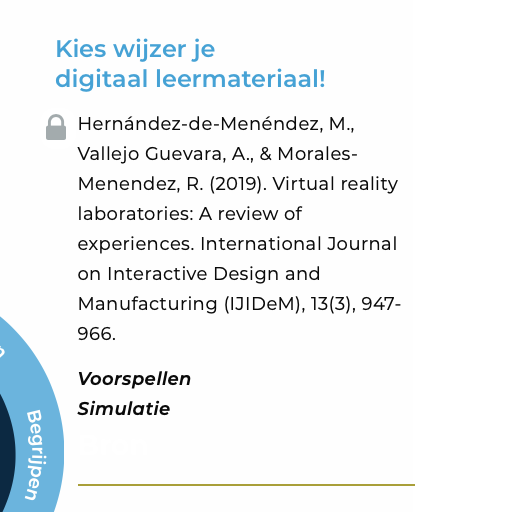 Kies wijzer je
digitaal leermateriaal!
Hernández-de-Menéndez, M.,
Vallejo Guevara, A., & Morales-
Menendez, R. (2019). Virtual reality
laboratories: A review of
experiences. International Journal
on Interactive Design and
Manufacturing (IJIDeM), 13(3), 947-
966.
Voorspellen
Simulatie
Begrijpen